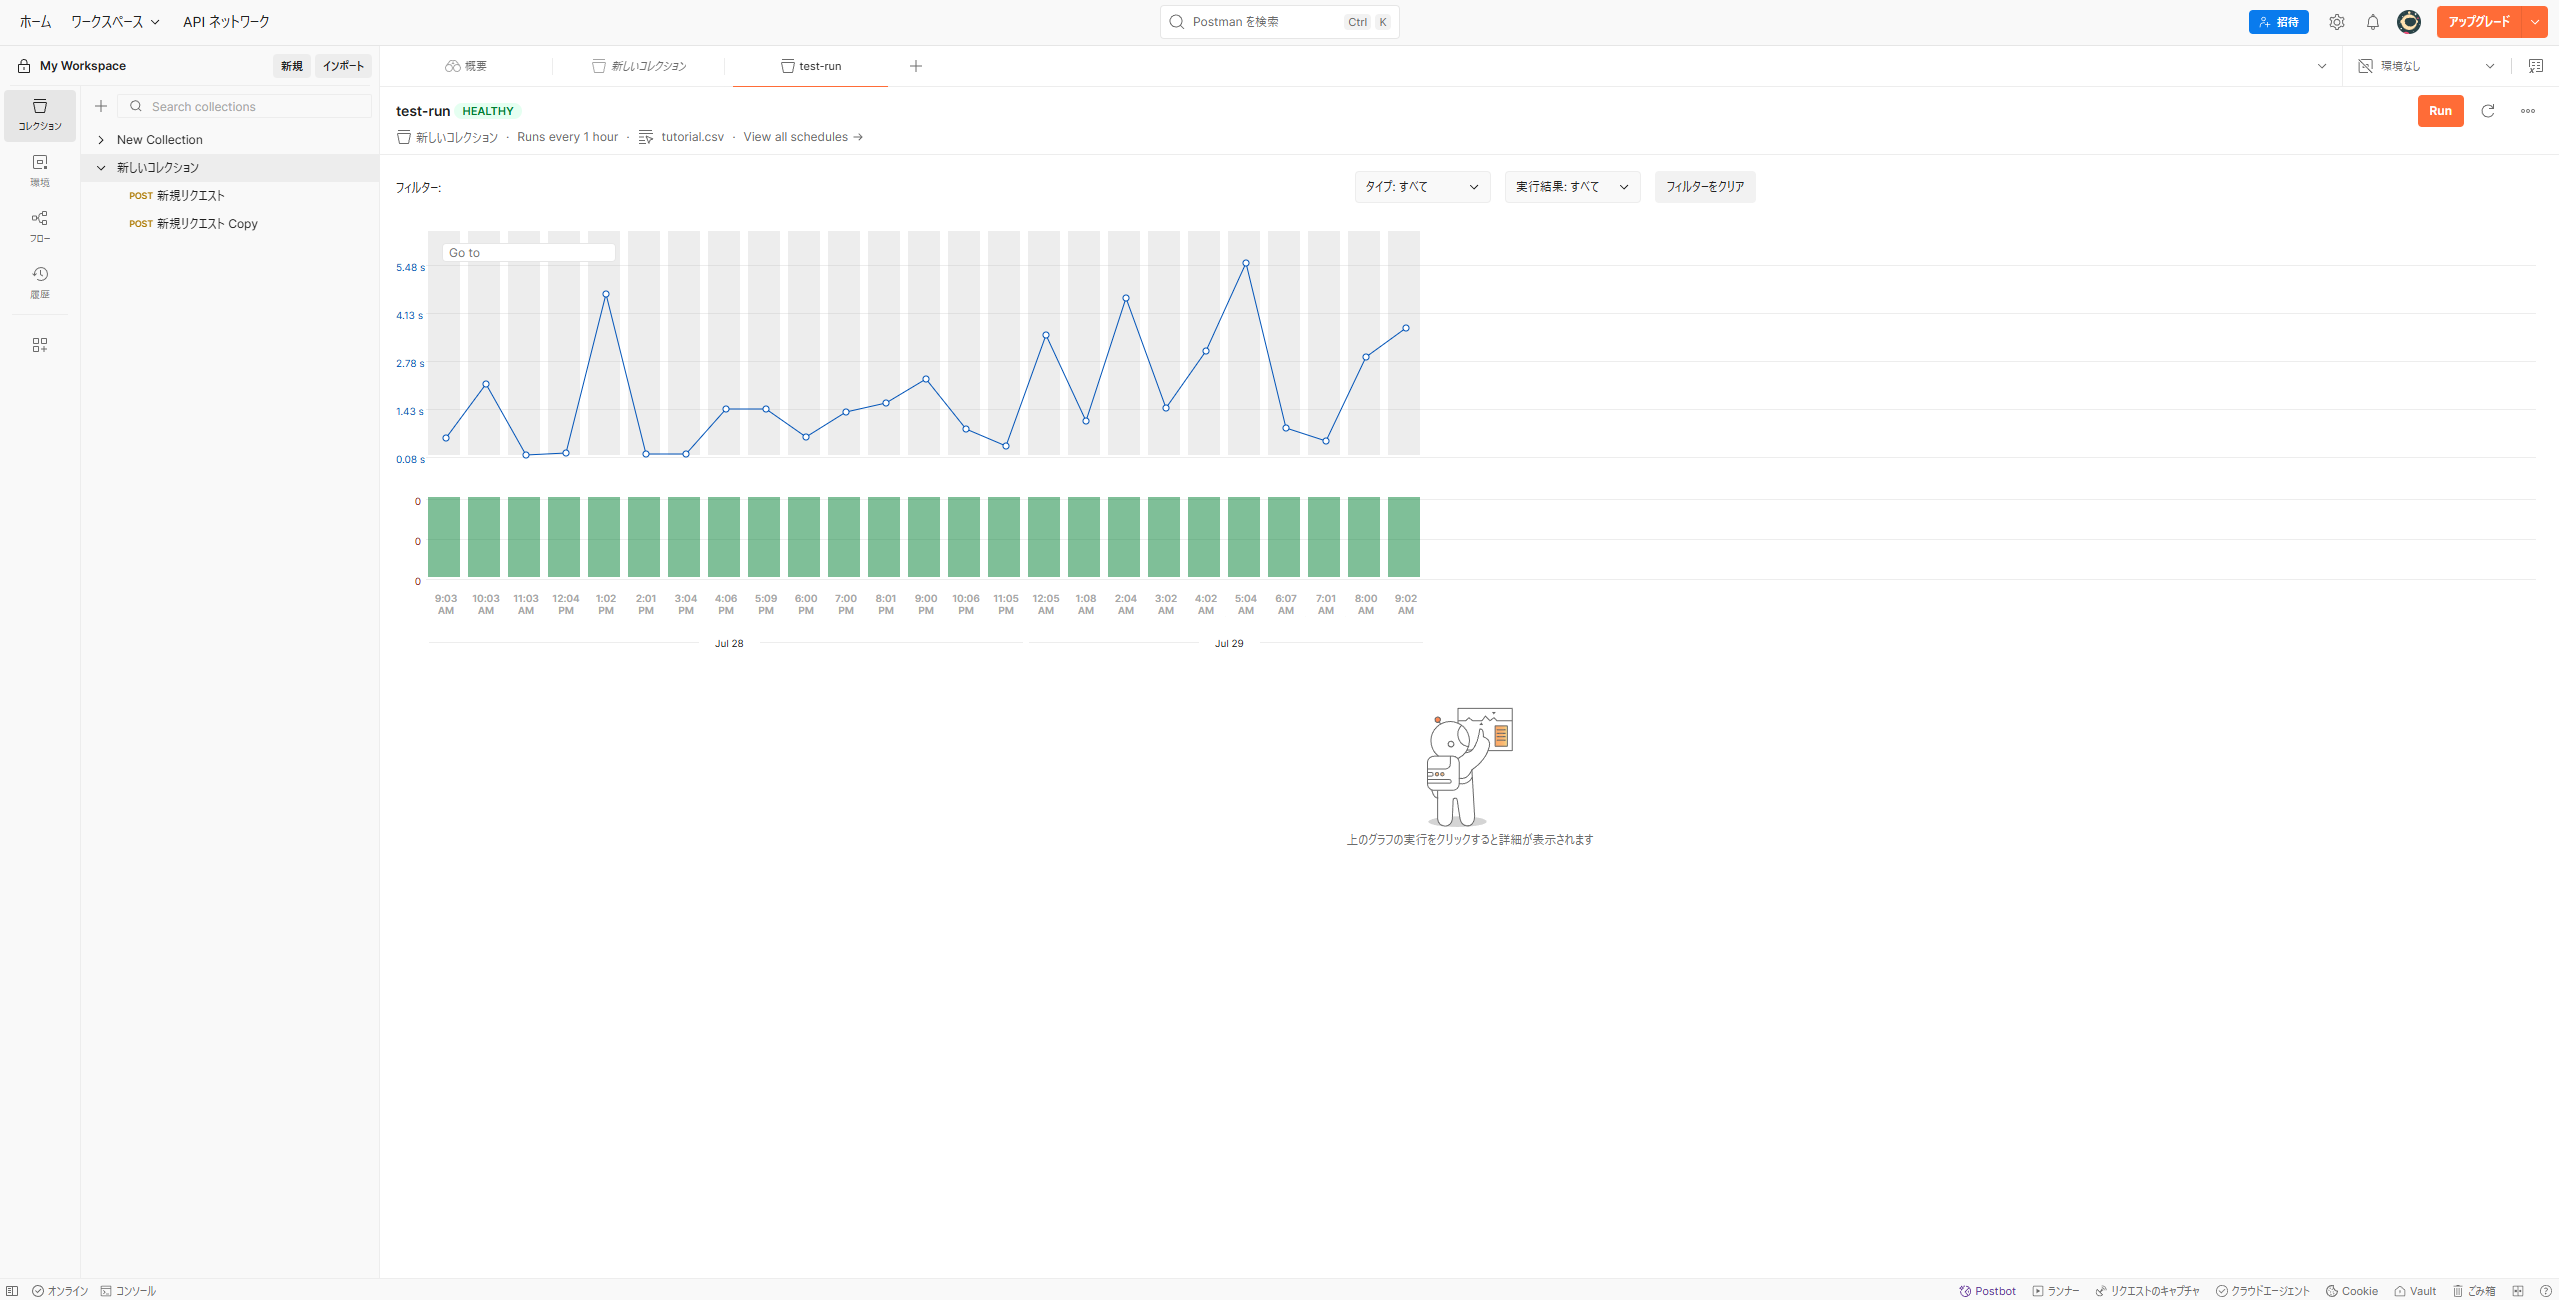 ホーム ワークスペース API ネットワーク Postman を検索 Ctrl K 招待 アップグレード
My Workspace 新規 インポート 概要 新しいコレクション test-run 環境なし
コレクション
環境
フロー
履歴
Search collections
New Collection
新しいコレクション
POST 新規リクエスト
POST 新規リクエスト Copy
test-run HEALTHY Run
新しいコレクション · Runs every 1 hour · tutorial.csv · View all schedules →
フィルター: タイプ: すべて 実行結果: すべて フィルターをクリア
Go to
5.48 s
4.13 s
2.78 s
1.43 s
0.08 s
0
0
0
9:03 10:03 11:03 12:04 1:02 2:01 3:04 4:06 5:09 6:00 7:00 8:01 9:00 10:06 11:05 12:05 1:08 2:04 3:02 4:02 5:04 6:07 7:01 8:00 9:02
AM AM AM PM PM PM PM PM PM PM PM PM PM PM PM AM AM AM AM AM AM AM AM AM AM
Jul 28 Jul 29
上のグラフの実行をクリックすると詳細が表示されます
オンライン コンソール Postbot ランナー リクエストのキャプチャ クラウドエージェント Cookie Vault ごみ箱